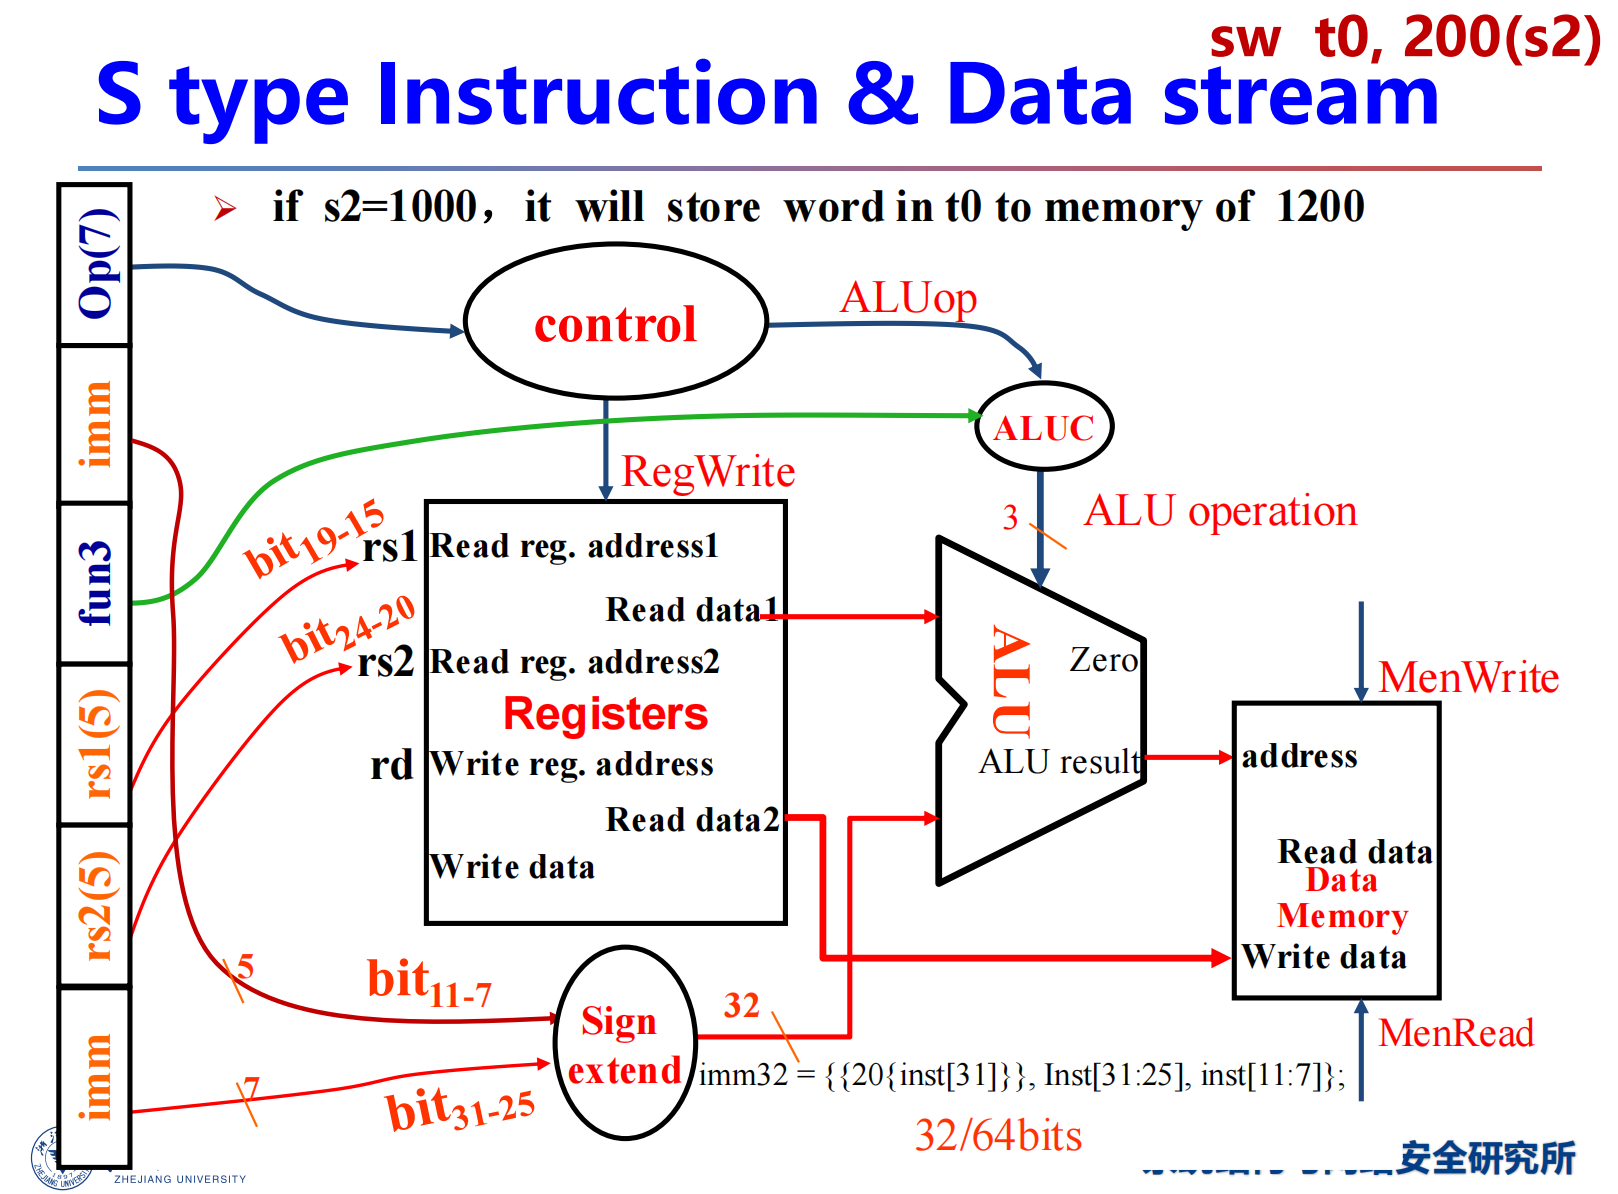 sw t0, 200(s2)
S type Instruction & Data stream
➢ if s2=1000，it will store word in t0 to memory of 1200
Op(7)
imm
fun3
rs1(5)
rs2(5)
imm
control
ALUop
ALUC
RegWrite
3
ALU operation
bit19-15
rs1
Read reg. address1
Read data1
bit24-20
rs2
Read reg. address2
Registers
rd
Write reg. address
Read data2
Write data
ALU
Zero
ALU result
MenWrite
address
Read data
Data
Memory
Write data
MenRead
5
bit11-7
7
bit31-25
Sign
extend
32
imm32 = {{20{inst[31]}}, Inst[31:25], inst[11:7]};
32/64bits
ZHEJIANG UNIVERSITY
安全研究所